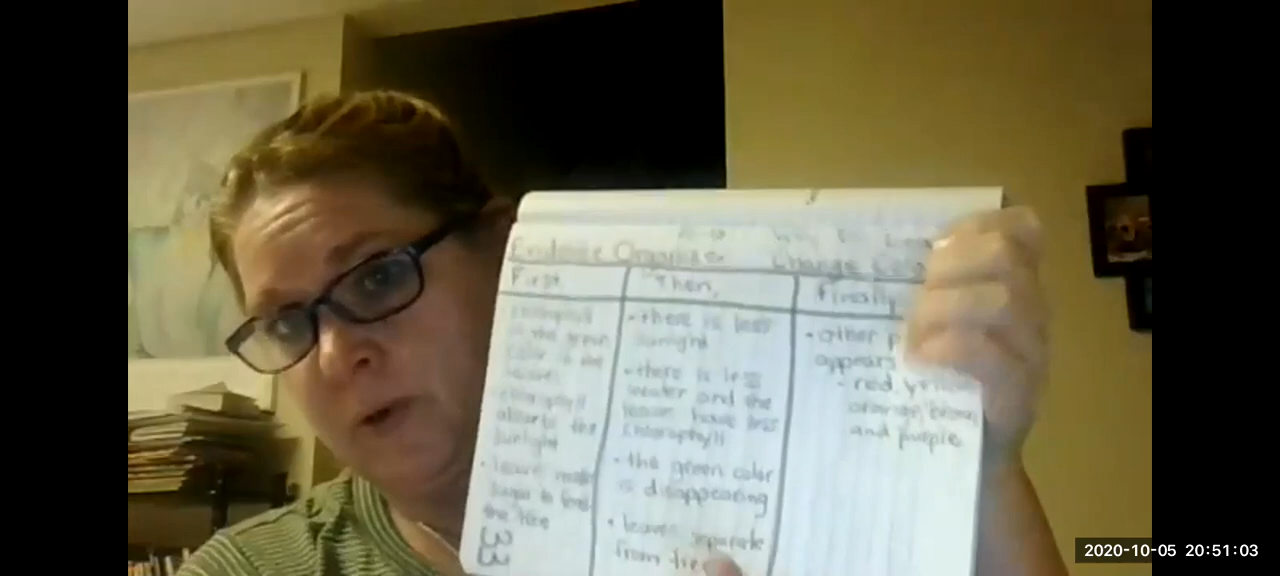 Evidence Organizer Change
First Then, Finally
chlorophyll
is the green
color in the
leaves
chlorophyll
absorbs the
sunlight
• leaves make
sugar to feed
the tree
• there is less
sunlight
• there is less
water and the
leaves have less
chlorophyll
• the green color
is disappearing
• leaves separate
from tree
• other
appears
- red, yellow
orange, brown
and purple
2020-10-05 20:51:03